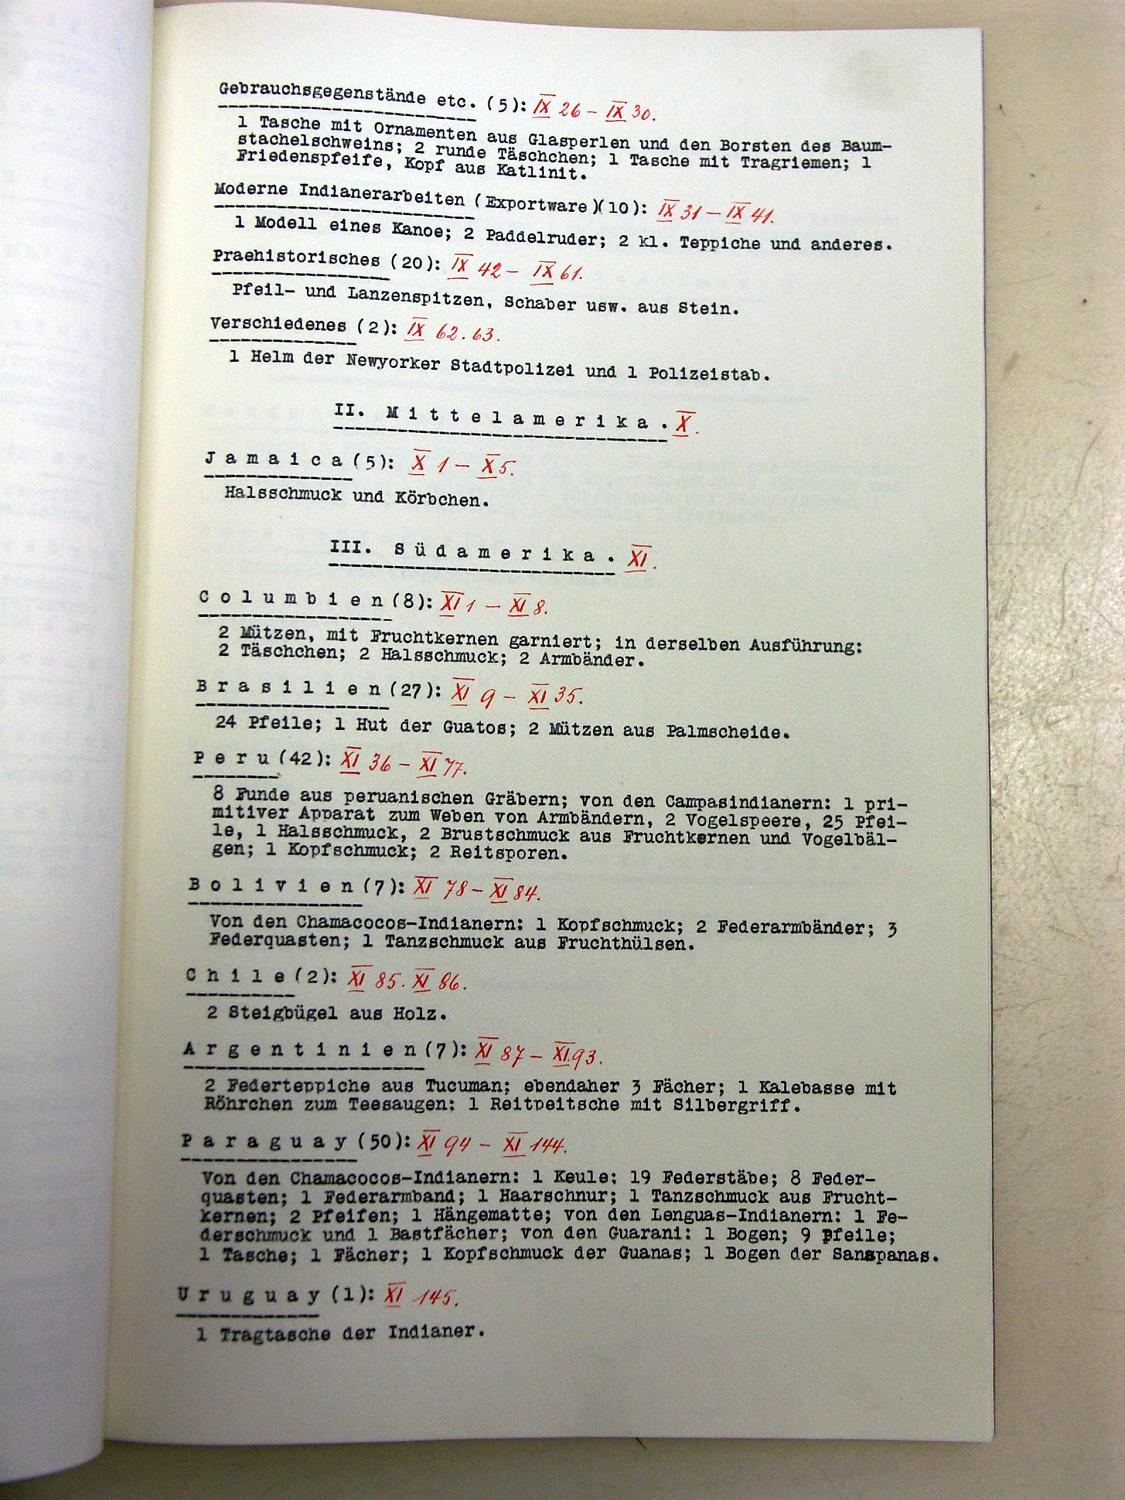 Gebrauchsgegenstände etc. (5): IX 26 – IX 30.
1 Tasche mit Ornamenten aus Glasperlen und den Borsten des Baum-
stachelschweins; 2 runde Täschchen; 1 Tasche mit Tragriemen; 1
Friedenspfeife, Kopf aus Katlinit.
Moderne Indianerarbeiten (Exportware)(10): IX 31 – IX 41.
1 Modell eines Kanoe; 2 Paddelruder; 2 kl. Teppiche und anderes.
Praehistorisches (20): IX 42 – IX 61.
Pfeil- und Lanzenspitzen, Schaber usw. aus Stein.
Verschiedenes (2): IX 62. 63.
1 Helm der Newyorker Stadtpolizei und 1 Polizeistab.
II. Mittelamerika. X.
Jamaica (5): X 1 – X 5.
Halsschmuck und Körbchen.
III. Südamerika. XI.
Columbien (8): XI 1 – XI 8.
2 Mützen, mit Fruchtkernen garniert; in derselben Ausführung:
2 Täschchen; 2 Halsschmuck; 2 Armbänder.
Brasilien (27): XI 9 – XI 35.
24 Pfeile; 1 Hut der Guatos; 2 Mützen aus Palmscheide.
Peru (42): XI 36 – XI 77.
8 Funde aus peruanischen Gräbern; von den Campasindianern: 1 pri-
mitiver Apparat zum Weben von Armbändern, 2 Vogelspeere, 25 Pfei-
le, 1 Halsschmuck, 2 Brustschmuck aus Fruchtkernen und Vogelbäl-
gen; 1 Kopfschmuck; 2 Reitsporen.
Bolivien (7): XI 78 – XI 84.
Von den Chamacocos-Indianern: 1 Kopfschmuck; 2 Federarmbänder; 3
Federquasten; 1 Tanzschmuck aus Fruchthülsen.
Chile (2): XI 85. XI 86.
2 Steigbügel aus Holz.
Argentinien (7): XI 87 – XI 93.
2 Federteppiche aus Tucuman; ebendaher 3 Fächer; 1 Kalebasse mit
Röhrchen zum Teesaugen; 1 Reitpeitsche mit Silbergriff.
Paraguay (50): XI 94 – XI 144.
Von den Chamacocos-Indianern: 1 Keule; 19 Federstäbe; 8 Feder-
quasten; 1 Federarmband; 1 Haarschnur; 1 Tanzschmuck aus Frucht-
kernen; 2 Pfeifen; 1 Hängematte; von den Lenguas-Indianern: 1 Fe-
derschmuck und 1 Bastfächer; von den Guarani: 1 Bogen; 9 Pfeile;
1 Tasche; 1 Fächer; 1 Kopfschmuck der Guanas; 1 Bogen der Sanspanas.
Uruguay (1): XI 145.
1 Tragtasche der Indianer.